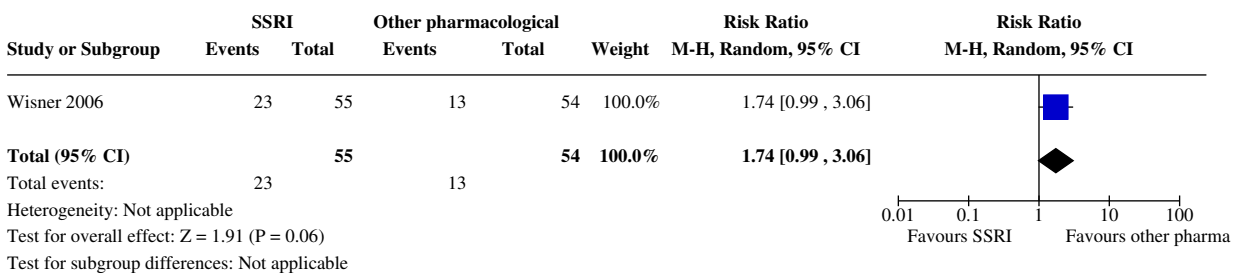 SSRI Other pharmacological Risk Ratio Risk Ratio
Study or Subgroup Events Total Events Total Weight M-H, Random, 95% CI M-H, Random, 95% CI
Wisner 2006 23 55 13 54 100.0% 1.74 [0.99 , 3.06]
Total (95% CI) 55 54 100.0% 1.74 [0.99 , 3.06]
Total events: 23 13
Heterogeneity: Not applicable
0.01 0.1 1 10 100
Test for overall effect: Z = 1.91 (P = 0.06)
Favours SSRI Favours other pharma
Test for subgroup differences: Not applicable